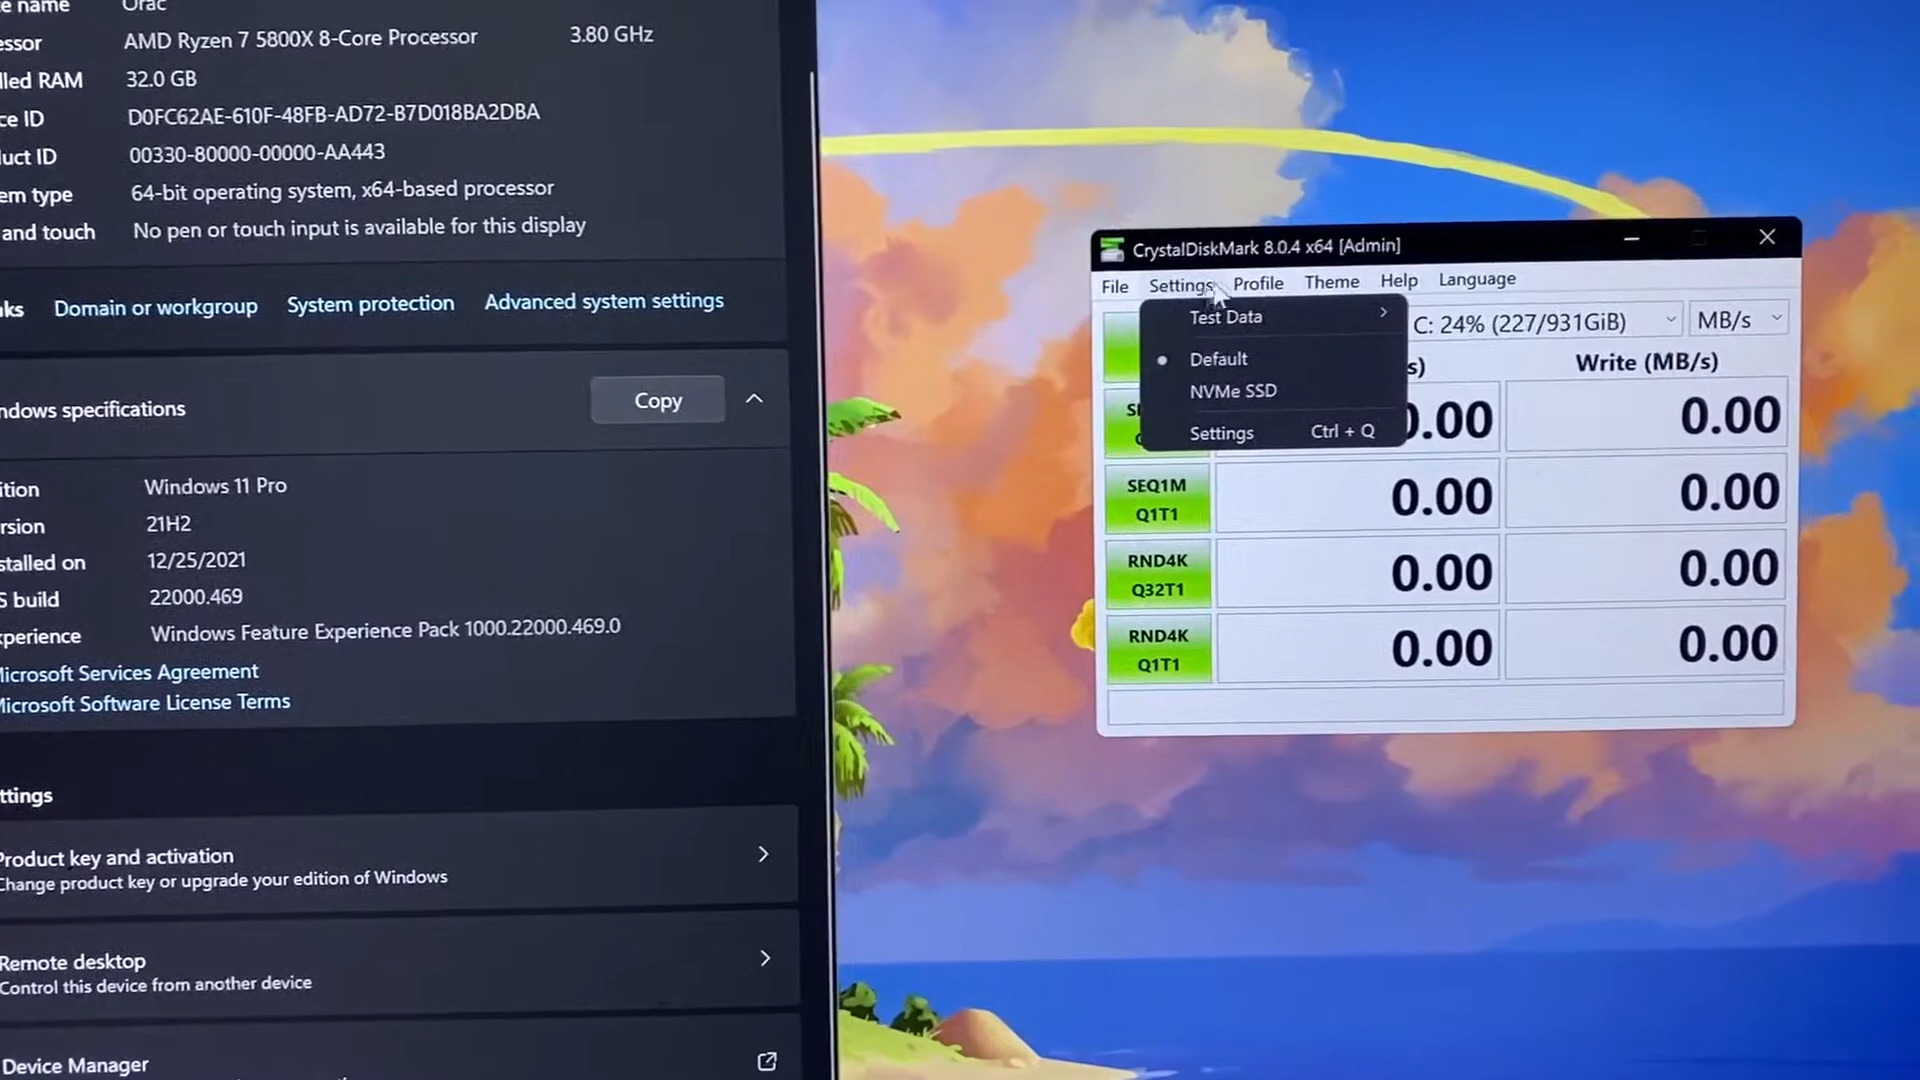 e name Orac
essor AMD Ryzen 7 5800X 8-Core Processor 3.80 GHz
lled RAM 32.0 GB
ce ID D0FC62AE-610F-48FB-AD72-B7D018BA2DBA
uct ID 00330-80000-00000-AA443
em type 64-bit operating system, x64-based processor
and touch No pen or touch input is available for this display
ks Domain or workgroup System protection Advanced system settings
ndows specifications Copy
ition Windows 11 Pro
rsion 21H2
stalled on 12/25/2021
S build 22000.469
xperience Windows Feature Experience Pack 1000.22000.469.0
Microsoft Services Agreement
Microsoft Software License Terms
ttings
Product key and activation
Change product key or upgrade your edition of Windows
Remote desktop
Control this device from another device
Device Manager
CrystalDiskMark 8.0.4 x64 [Admin]
File Settings Profile Theme Help Language
Test Data
Default
NVMe SSD
Settings Ctrl + Q
C: 24% (227/931GiB) MB/s
s) Write (MB/s)
0.00 0.00
SEQ1M
Q1T1
0.00 0.00
RND4K
Q32T1
0.00 0.00
RND4K
Q1T1
0.00 0.00